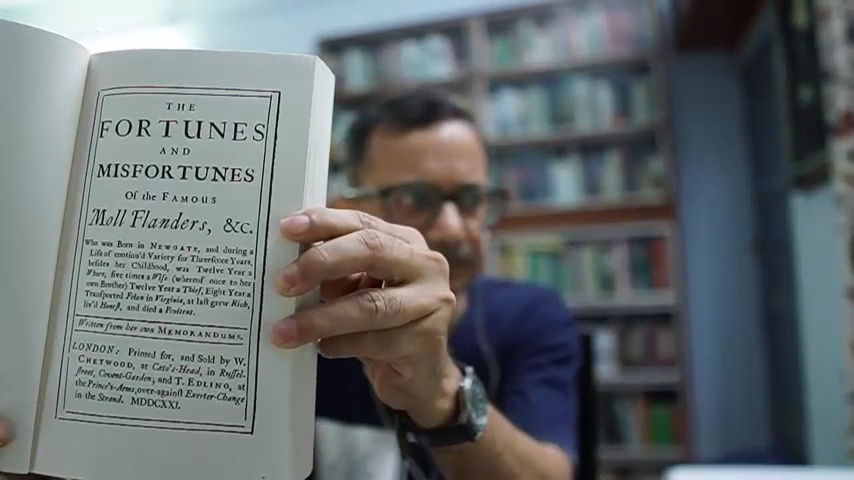 THE
FORTUNES
AND
MISFORTUNES
Of the FAMOUS
Moll Flanders, &c.
Who was Born in NEWGATE, and during a
Life of continu'd Variety for Threescore Years,
besides her Childhood, was Twelve Year a
Whore, five times a Wife (whereof once to her
own Brother) Twelve Year a Thief, Eight Year a
Transported Felon in Virginia, at last grew Rich,
liv'd Honest, and died a Penitent.
Written from her own MEMORANDUMS.
LONDON: Printed for, and Sold by W.
CHETWOOD, at Cato's-Head, in Russel-
street, Covent-Garden; and T. EDLING, at
the Prince's-Arms, over-against Exerter-Change
in the Strand. MDCCXXI.